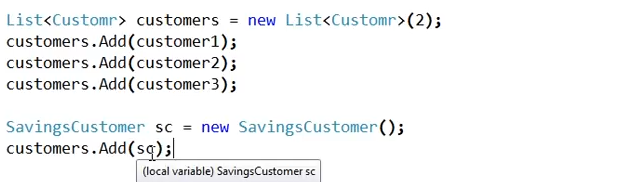 List<Customr> customers = new List<Customr>(2);
customers.Add(customer1);
customers.Add(customer2);
customers.Add(customer3);
SavingsCustomer sc = new SavingsCustomer();
customers.Add(sc);
(local variable) SavingsCustomer sc